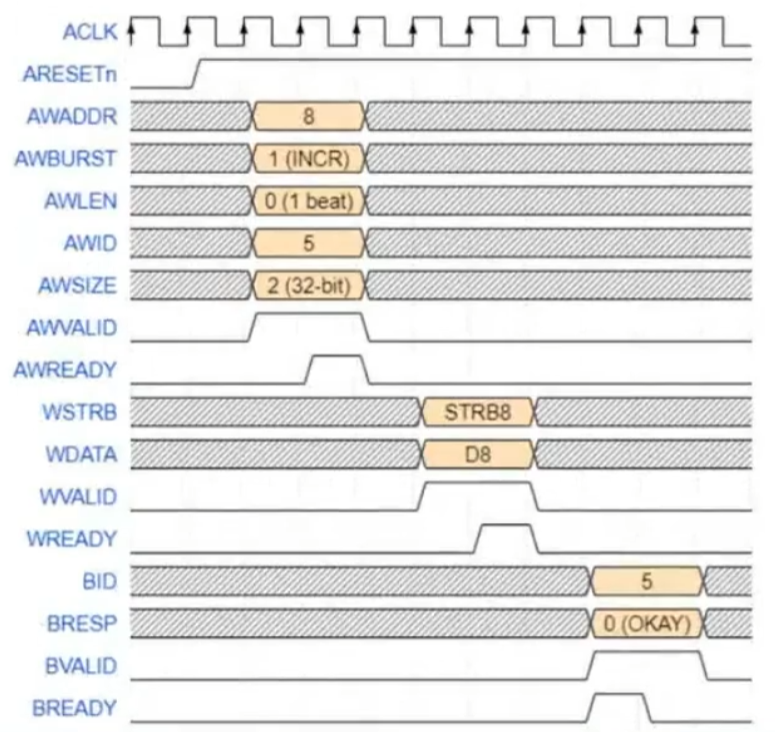 ACLK
ARESETn
AWADDR 8
AWBURST 1 (INCR)
AWLEN 0 (1 beat)
AWID 5
AWSIZE 2 (32-bit)
AWVALID
AWREADY
WSTRB STRB8
WDATA D8
WVALID
WREADY
BID 5
BRESP 0 (OKAY)
BVALID
BREADY